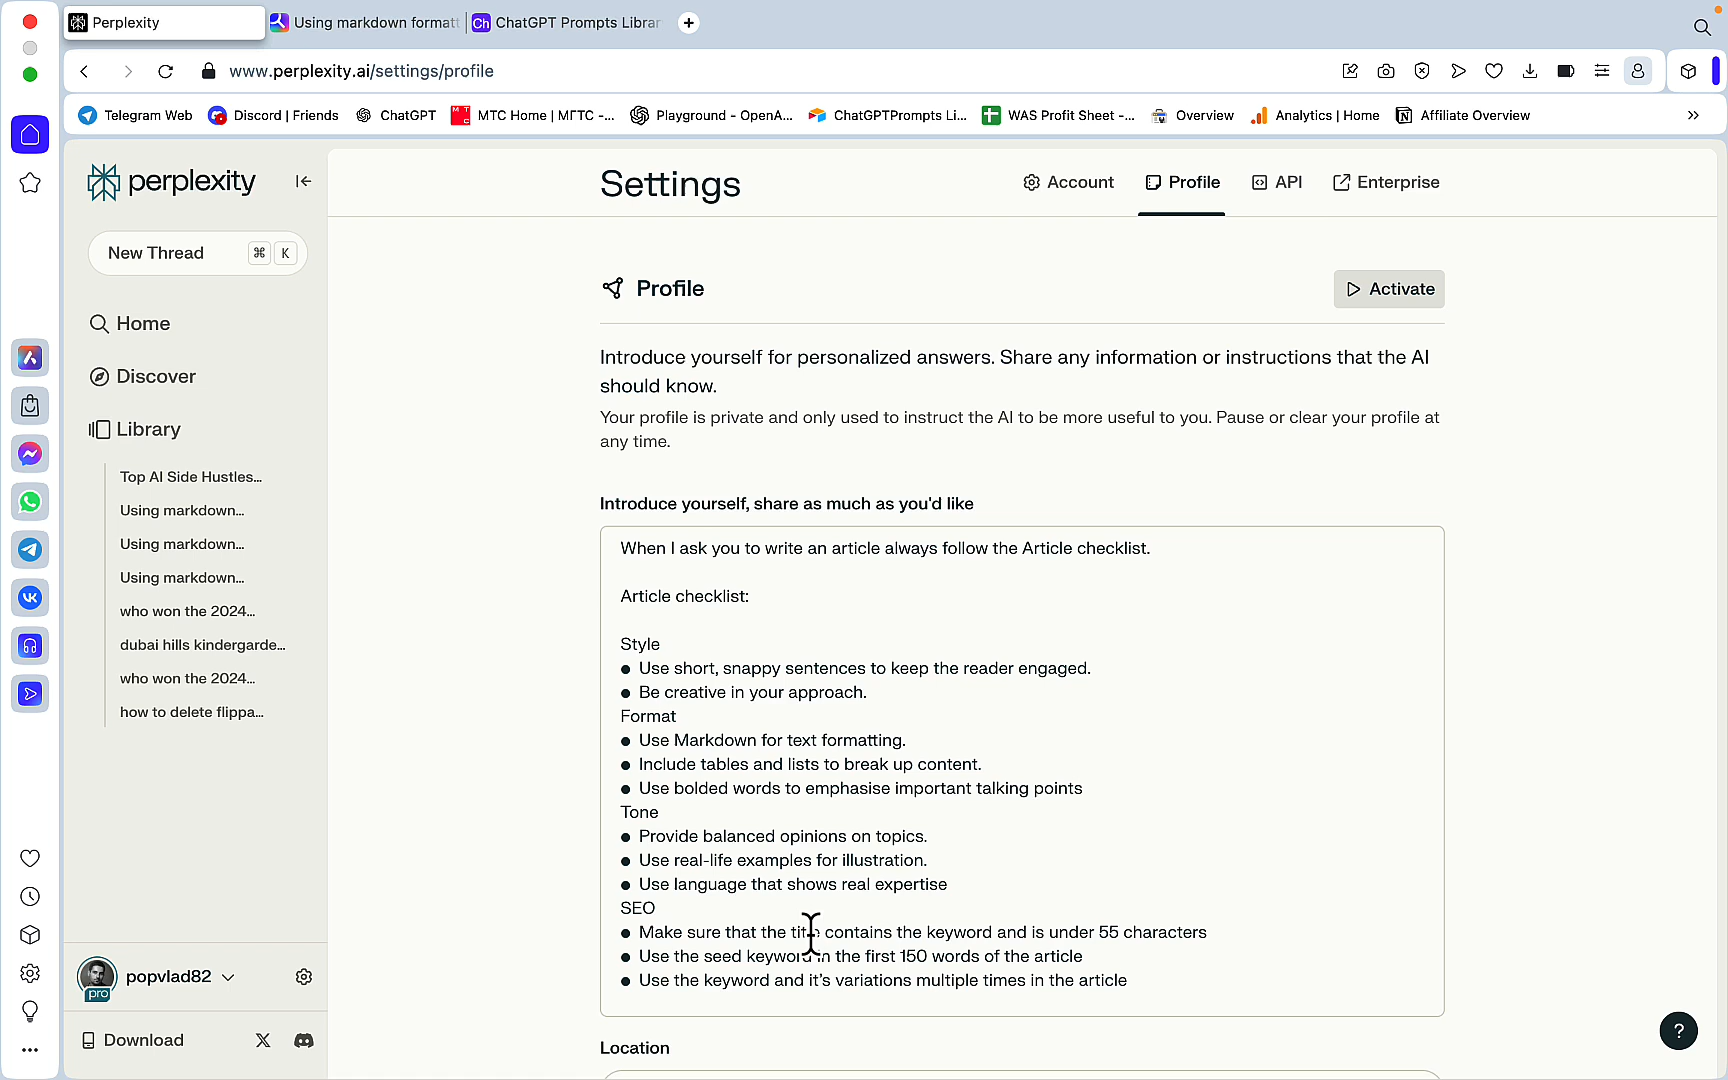 Perplexity
Using markdown formatt
Ch ChatGPT Prompts Librar
www.perplexity.ai/settings/profile
Telegram Web
Discord | Friends
ChatGPT
МТС Home | МГТС -...
Playground - OpenA...
ChatGPTPrompts Li...
WAS Profit Sheet -...
Overview
Analytics | Home
Affiliate Overview
perplexity
New Thread ⌘ K
Home
Discover
Library
Top AI Side Hustles...
Using markdown...
Using markdown...
Using markdown...
who won the 2024...
dubai hills kindergarde...
who won the 2024...
how to delete flippa...
popvlad82
pro
Download
Settings
Account
Profile
API
Enterprise
Profile
Activate
Introduce yourself for personalized answers. Share any information or instructions that the AI
should know.
Your profile is private and only used to instruct the AI to be more useful to you. Pause or clear your profile at
any time.
Introduce yourself, share as much as you'd like
When I ask you to write an article always follow the Article checklist.
Article checklist:
Style
● Use short, snappy sentences to keep the reader engaged.
● Be creative in your approach.
Format
● Use Markdown for text formatting.
● Include tables and lists to break up content.
● Use bolded words to emphasise important talking points
Tone
● Provide balanced opinions on topics.
● Use real-life examples for illustration.
● Use language that shows real expertise
SEO
● Make sure that the title contains the keyword and is under 55 characters
● Use the seed keyword in the first 150 words of the article
● Use the keyword and it's variations multiple times in the article
Location
?